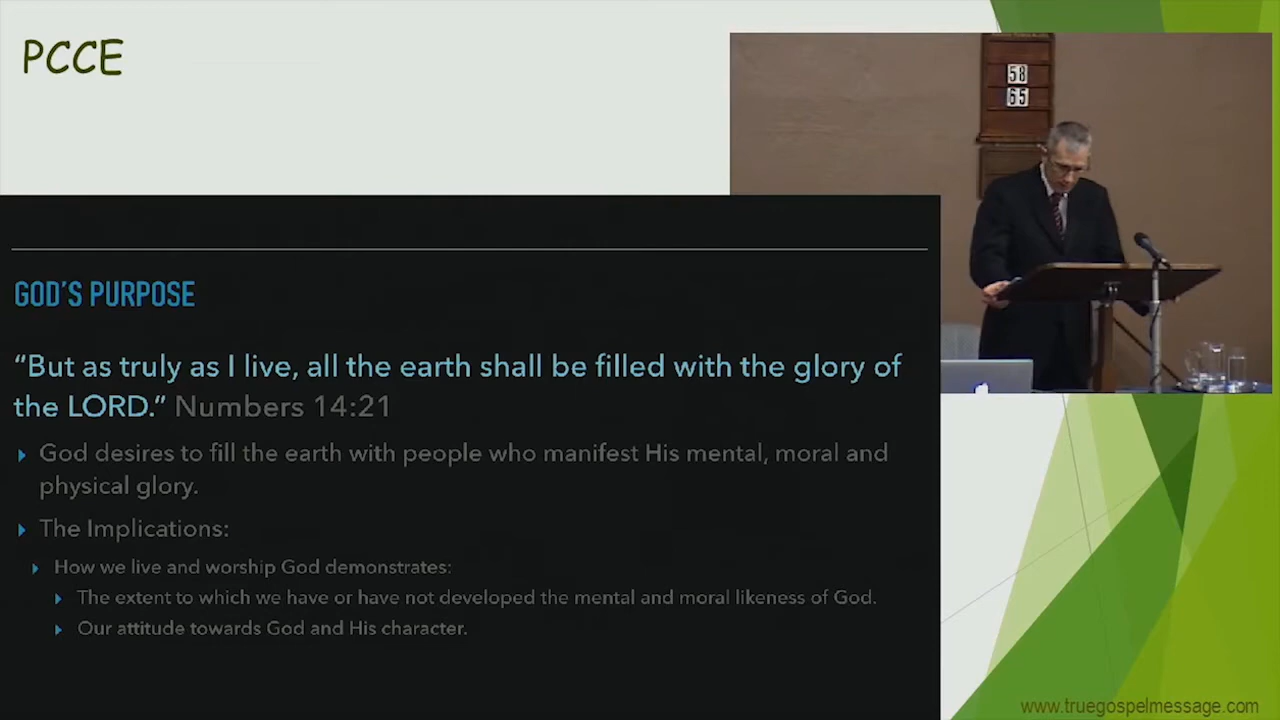 PCCE
58
65
GOD'S PURPOSE
“But as truly as I live, all the earth shall be filled with the glory of
the LORD.” Numbers 14:21
God desires to fill the earth with people who manifest His mental, moral and
physical glory.
The Implications:
How we live and worship God demonstrates:
The extent to which we have or have not developed the mental and moral likeness of God.
Our attitude towards God and His character.
www.truegospelmessage.com